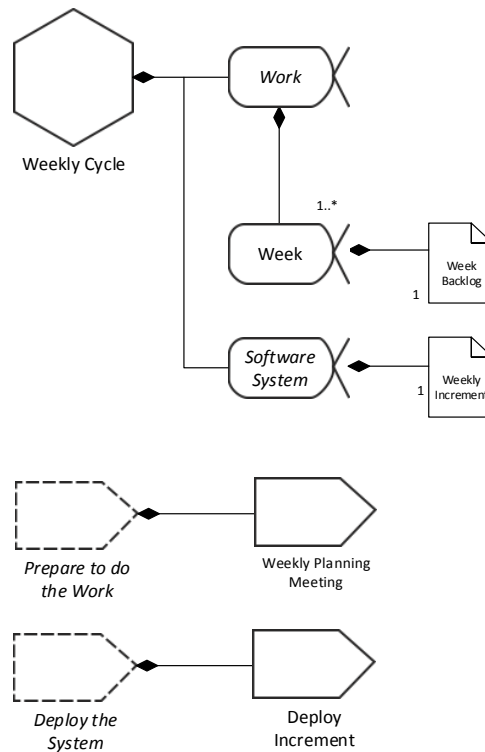 Work
Weekly Cycle
1..*
Week
Week
Backlog
1
Software
System
Weekly
Increment
1
Prepare to do
the Work
Weekly Planning
Meeting
Deploy the
System
Deploy
Increment